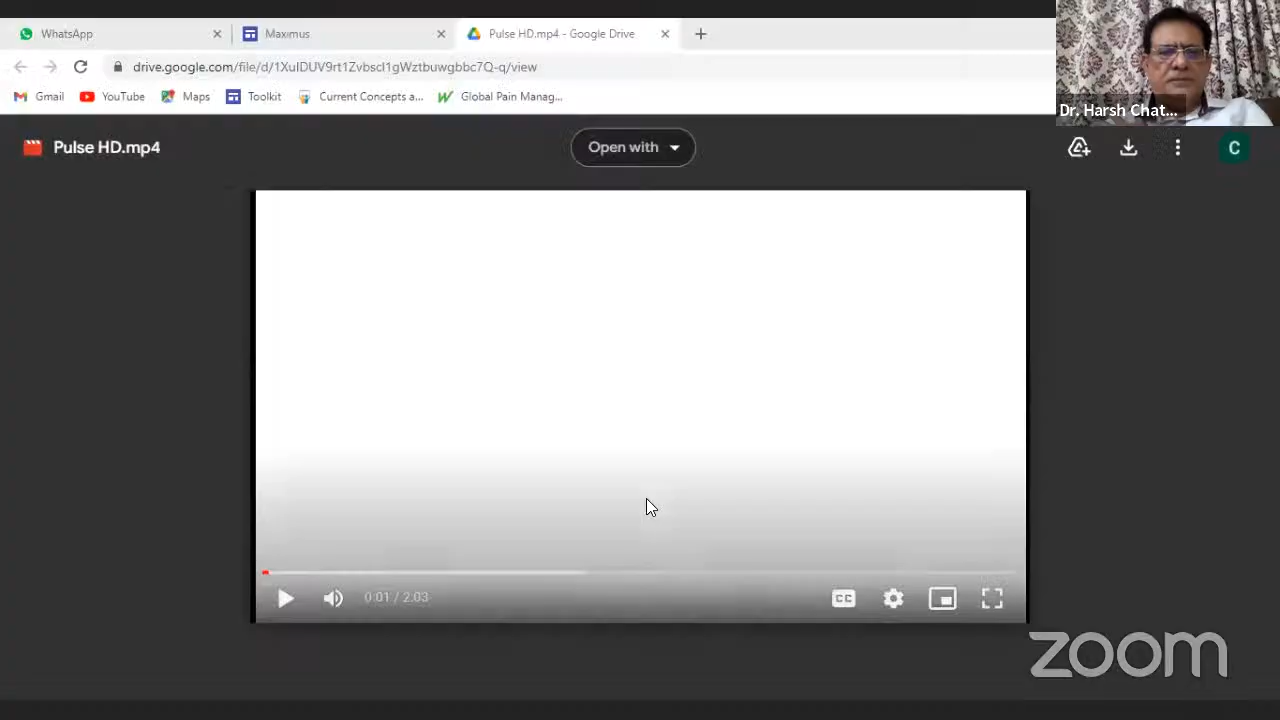 WhatsApp
Maximus
Pulse HD.mp4 - Google Drive
drive.google.com/file/d/1XuIDUV9rt1Zvbscl1gWztbuwgbbc7Q-q/view
Gmail
YouTube
Maps
Toolkit
Current Concepts a...
Global Pain Manag...
Dr. Harsh Chat...
Pulse HD.mp4
Open with
C
0:01 / 2:03
CC
zoom